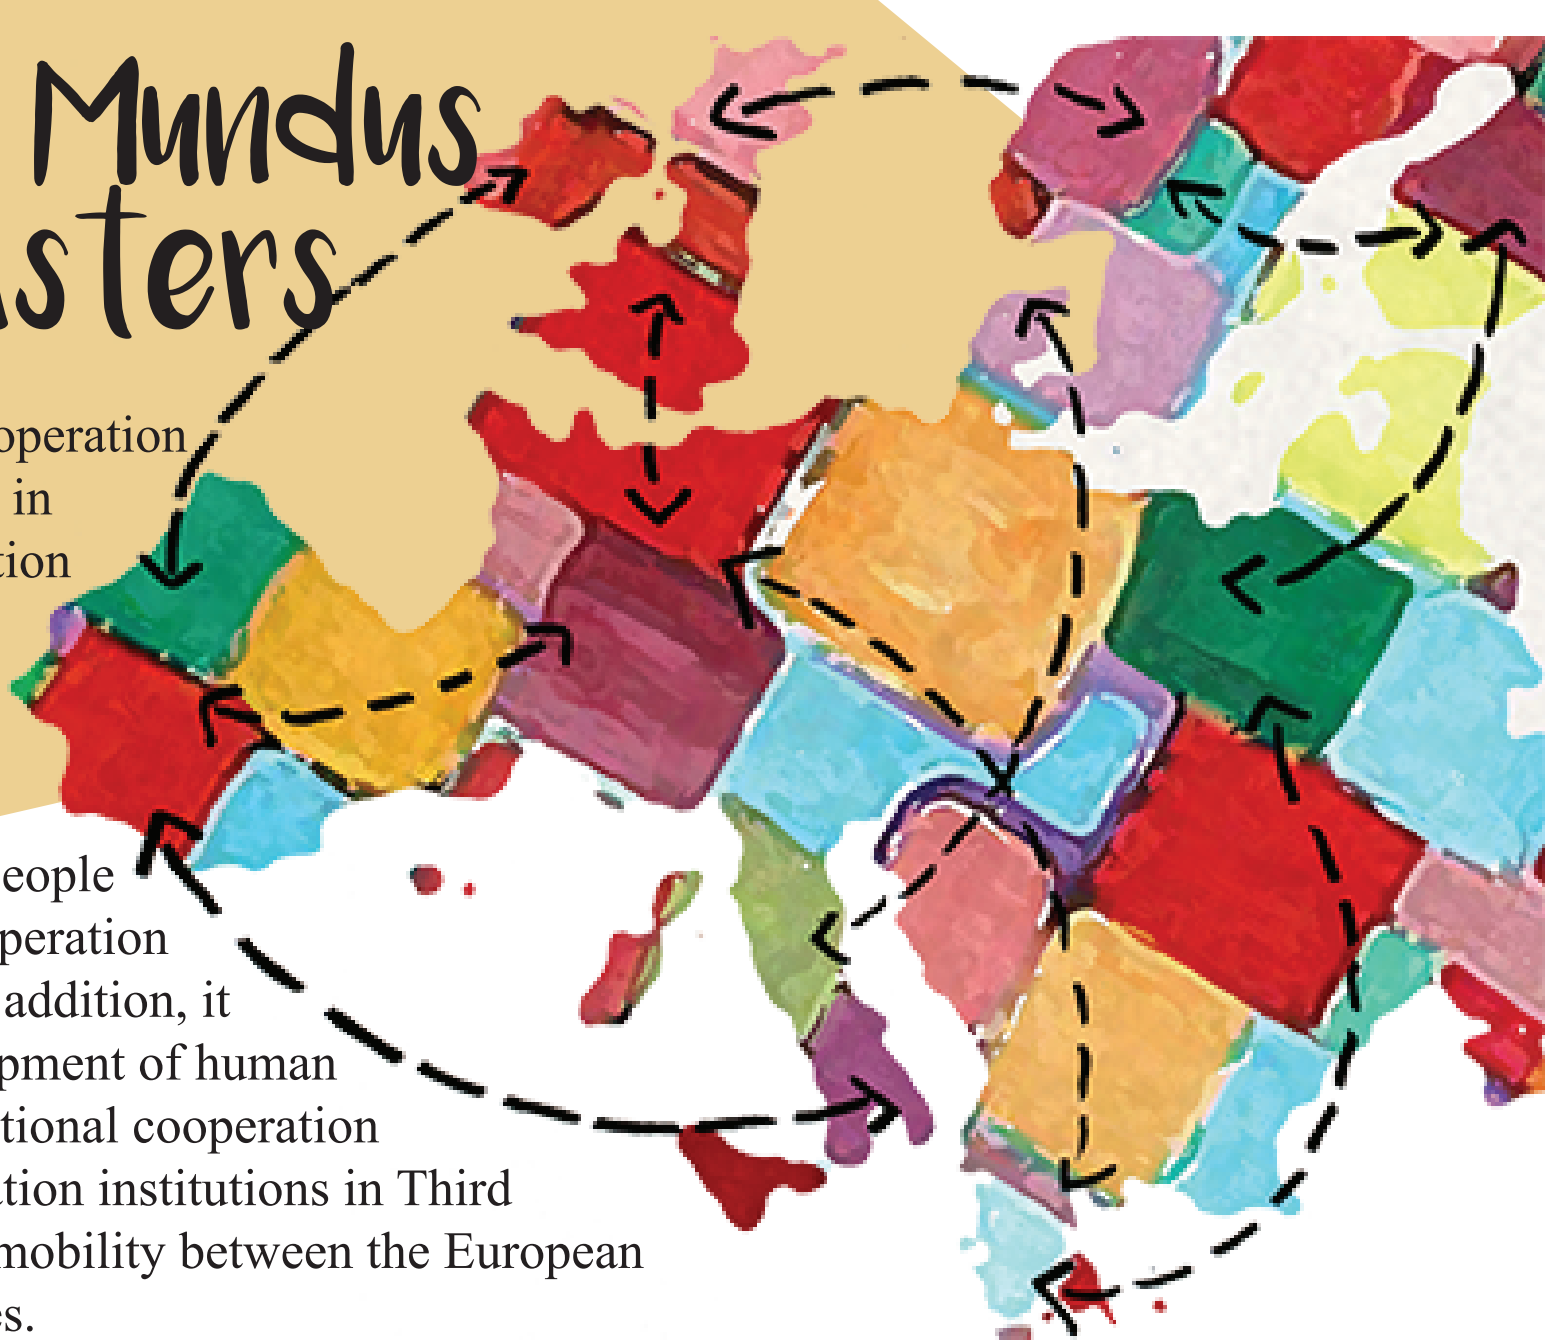 Mundus
sters
operation
in
tion
eople
peration
addition, it
pment of human
tional cooperation
tion institutions in Third
mobility between the European
es.